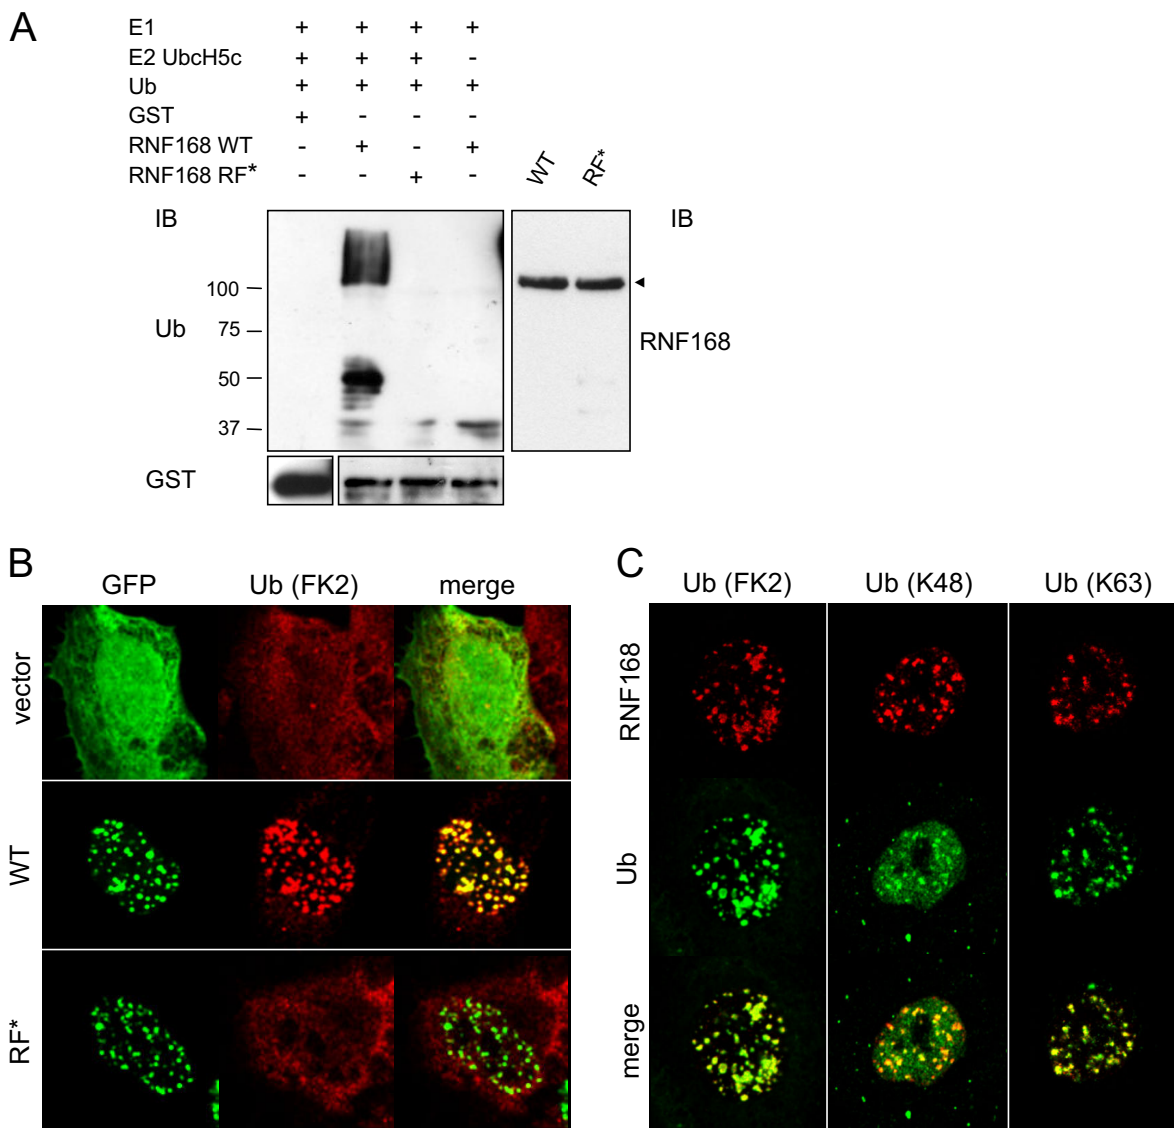 A
E1 + + + +
E2 UbcH5c + + + -
Ub + + + +
GST + - - -
RNF168 WT - + - +
RNF168 RF* - - + -
WT RF*
IB IB
100
Ub 75 RNF168
50
37
GST
B
GFP Ub (FK2) merge
vector
WT
RF*
C
Ub (FK2) Ub (K48) Ub (K63)
RNF168
Ub
merge